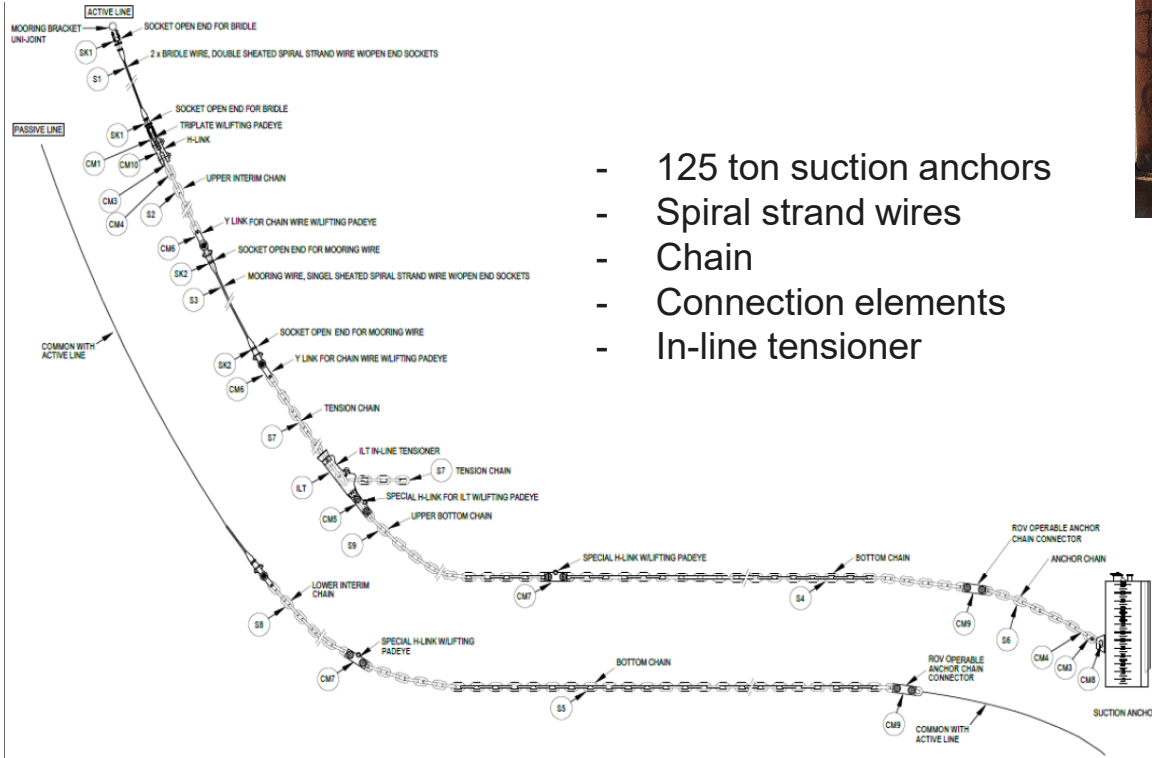 ACTIVE LINE
MOORING BRACKET
UNI-JOINT
SOCKET OPEN END FOR BRIDLE
SK1
2 x BRIDLE WIRE, DOUBLE SHEATED SPIRAL STRAND WIRE W/OPEN END SOCKETS
S1
SOCKET OPEN END FOR BRIDLE
PASSIVE LINE
SK1
TRIPLATE W/LIFTING PADEYE
H-LINK
CM1
CM10
UPPER INTERIM CHAIN
CM3
S2
CM4
Y LINK FOR CHAIN WIRE W/LIFTING PADEYE
CM6
SOCKET OPEN END FOR MOORING WIRE
SK2
MOORING WIRE, SINGEL SHEATED SPIRAL STRAND WIRE W/OPEN END SOCKETS
S3
SOCKET OPEN END FOR MOORING WIRE
COMMON WITH
ACTIVE LINE
SK2
Y LINK FOR CHAIN WIRE W/LIFTING PADEYE
CM6
TENSION CHAIN
S7
ILT IN-LINE TENSIONER
S7 TENSION CHAIN
ILT
SPECIAL H-LINK FOR ILT W/LIFTING PADEYE
CM5
UPPER BOTTOM CHAIN
S9
- 125 ton suction anchors
- Spiral strand wires
- Chain
- Connection elements
- In-line tensioner
SPECIAL H-LINK W/LIFTING PADEYE
CM7
BOTTOM CHAIN
S4
ROV OPERABLE ANCHOR
CHAIN CONNECTOR
ANCHOR CHAIN
CM9
S6
CM4
CM3
CM8
SUCTION ANCHO
LOWER INTERIM
CHAIN
S8
SPECIAL H-LINK W/LIFTING
PADEYE
CM7
BOTTOM CHAIN
S5
ROV OPERABLE
ANCHOR CHAIN
CONNECTOR
CM9
COMMON WITH
ACTIVE LINE